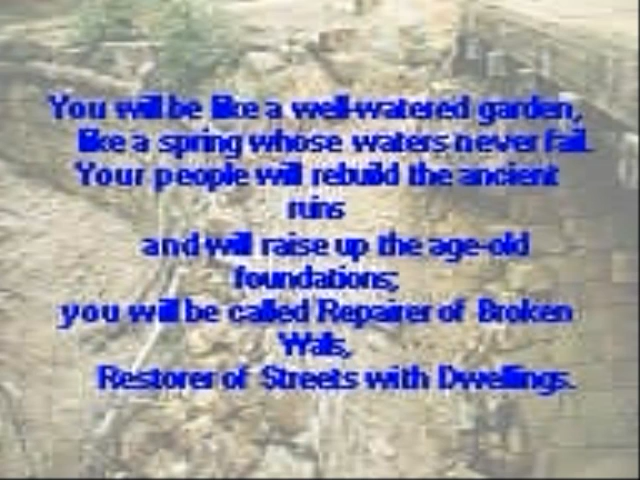 You will be like a well-watered garden,
like a spring whose waters never fail.
Your people will rebuild the ancient
ruins
and will raise up the age-old
foundations;
you will be called Repairer of Broken
Walls,
Restorer of Streets with Dwellings.